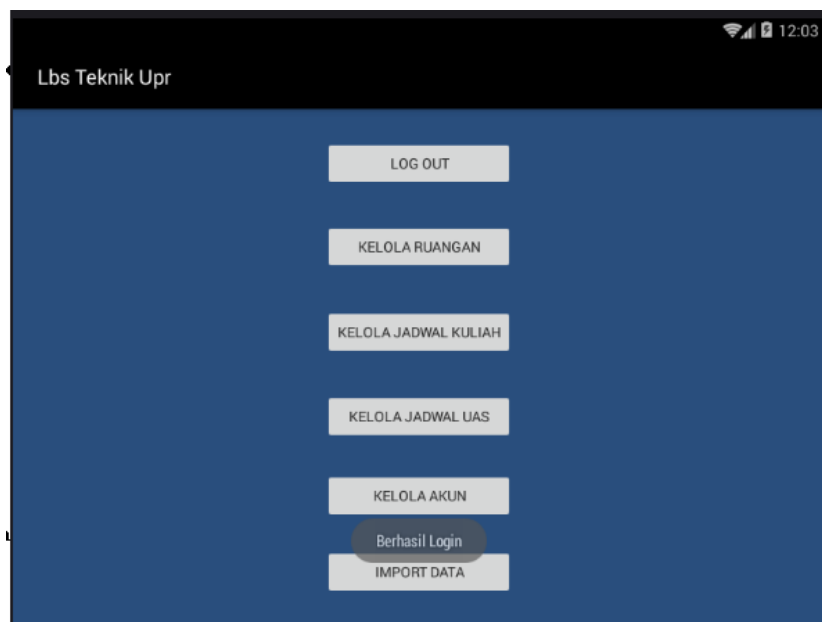 12:03
Lbs Teknik Upr
LOG OUT
KELOLA RUANGAN
KELOLA JADWAL KULIAH
KELOLA JADWAL UAS
KELOLA AKUN
Berhasil Login
IMPORT DATA